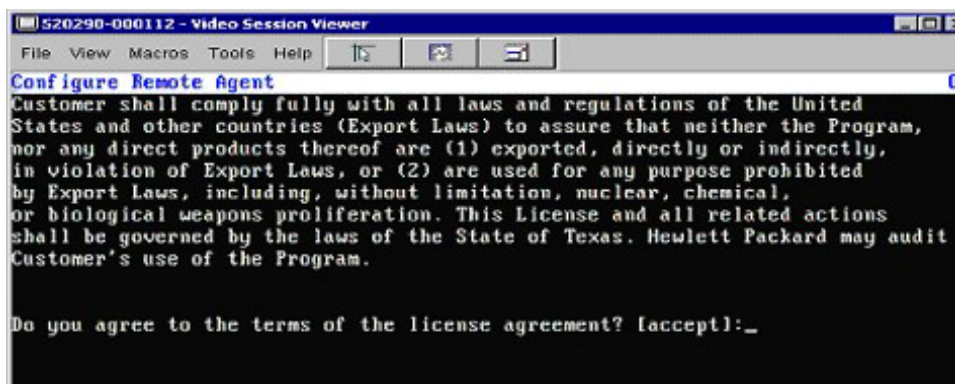 S20290-000112 - Video Session Viewer
File View Macros Tools Help
Configure Remote Agent
Customer shall comply fully with all laws and regulations of the United
States and other countries (Export Laws) to assure that neither the Program,
nor any direct products thereof are (1) exported, directly or indirectly,
in violation of Export Laws, or (2) are used for any purpose prohibited
by Export Laws, including, without limitation, nuclear, chemical,
or biological weapons proliferation. This License and all related actions
shall be governed by the laws of the State of Texas. Hewlett Packard may audit
Customer's use of the Program.
Do you agree to the terms of the license agreement? [accept]:_